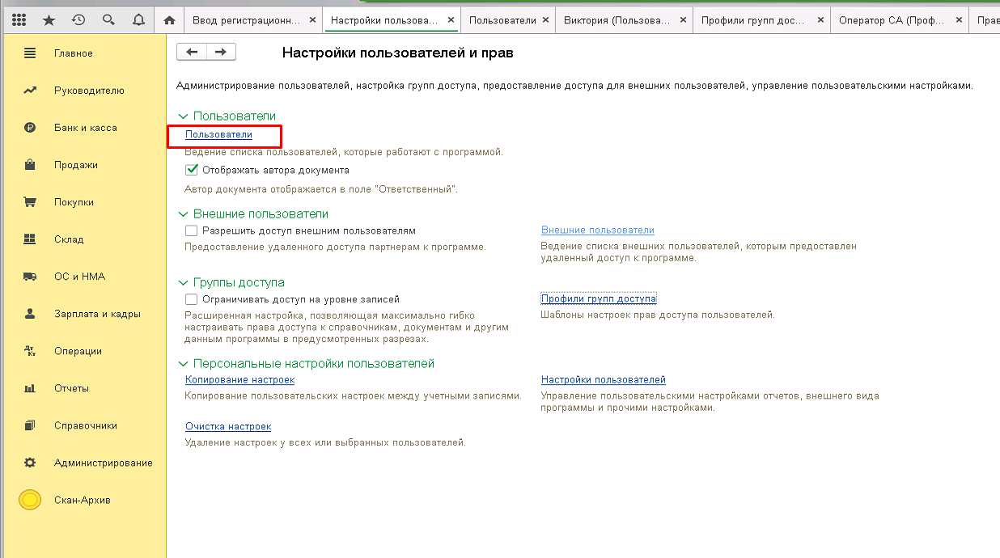 Ввод регистрационн...
Настройки пользова...
Пользователи
Виктория (Пользова...
Профили групп дос...
Оператор СА (Проф...
Прав
Главное
Руководителю
Банк и касса
Продажи
Покупки
Склад
ОС и НМА
Зарплата и кадры
Дт Кт
Операции
Отчеты
Справочники
Администрирование
Скан-Архив
Настройки пользователей и прав
Администрирование пользователей, настройка групп доступа, предоставление доступа для внешних пользователей, управление пользовательскими настройками.
Пользователи
Пользователи
Ведение списка пользователей, которые работают с программой.
Отображать автора документа
Автор документа отображается в поле "Ответственный".
Внешние пользователи
Разрешить доступ внешним пользователям
Предоставление удаленного доступа партнерам к программе.
Внешние пользователи
Ведение списка внешних пользователей, которым предоставлен
удаленный доступ к программе.
Группы доступа
Ограничивать доступ на уровне записей
Расширенная настройка, позволяющая максимально гибко
настраивать права доступа к справочникам, документам и другим
данным программы в предусмотренных разрезах.
Профили групп доступа
Шаблоны настроек прав доступа пользователей.
Персональные настройки пользователей
Копирование настроек
Копирование пользовательских настроек между учетными записями.
Настройки пользователей
Управление пользовательскими настройками отчетов, внешнего вида
программы и прочими настройками.
Очистка настроек
Удаление настроек у всех или выбранных пользователей.